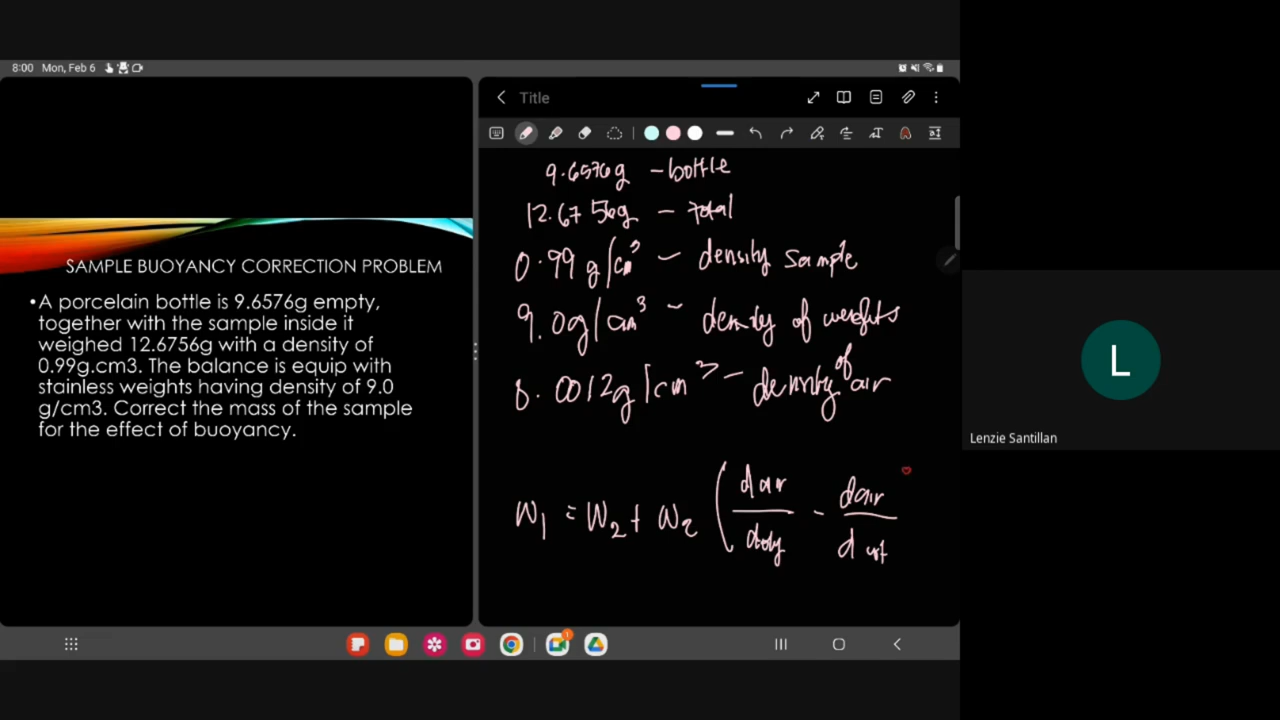 8:00 Mon, Feb 6
SAMPLE BUOYANCY CORRECTION PROBLEM
•A porcelain bottle is 9.6576g empty,
together with the sample inside it
weighed 12.6756g with a density of
0.99g.cm3. The balance is equip with
stainless weights having density of 9.0
g/cm3. Correct the mass of the sample
for the effect of buoyancy.
Title
9.6576g - bottle
12.6756g - total
0.99 g/cm3 - density sample
9.0g/cm3 - density of weights
0.0012g/cm3 - density of air
W1 = W2 + W2 ( dair/dobj - dair/dwt
1
L
Lenzie Santillan